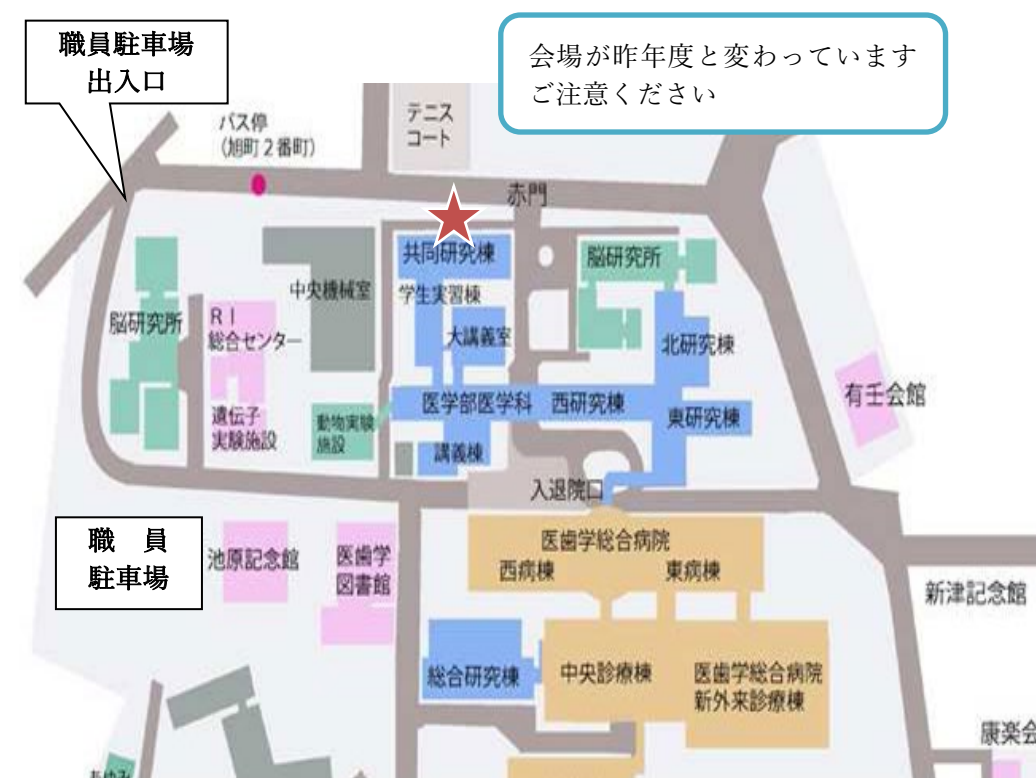 職員駐車場
出入口
会場が昨年度と変わっています
ご注意ください
バス停
(旭町2番町)
テニス
コート
赤門
共同研究棟
脳研究所
中央機械室
学生実習棟
脳研究所
RI
総合センター
大講義室
北研究棟
有壬会館
医学部医学科
西研究棟
東研究棟
遺伝子
実験施設
動物実験
施設
講義棟
入退院口
職 員
駐車場
池原記念館
医歯学
図書館
医歯学総合病院
西病棟
東病棟
新津記念館
総合研究棟
中央診療棟
医歯学総合病院
新外来診療棟
康楽会